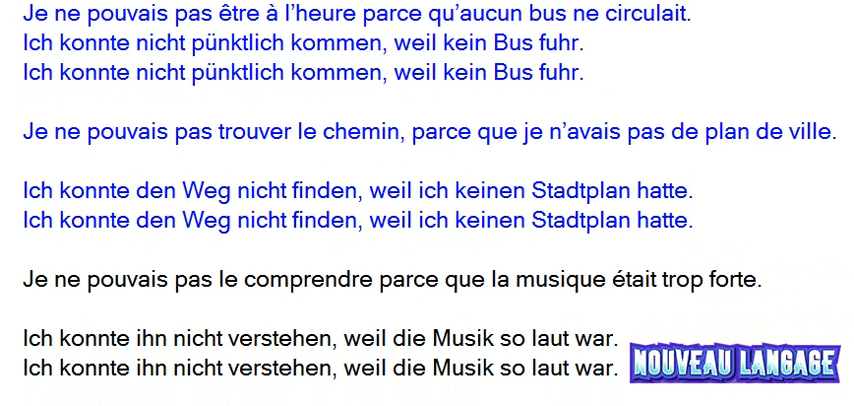 Je ne pouvais pas être à l’heure parce qu’aucun bus ne circulait.
Ich konnte nicht pünktlich kommen, weil kein Bus fuhr.
Ich konnte nicht pünktlich kommen, weil kein Bus fuhr.
Je ne pouvais pas trouver le chemin, parce que je n’avais pas de plan de ville.
Ich konnte den Weg nicht finden, weil ich keinen Stadtplan hatte.
Ich konnte den Weg nicht finden, weil ich keinen Stadtplan hatte.
Je ne pouvais pas le comprendre parce que la musique était trop forte.
Ich konnte ihn nicht verstehen, weil die Musik so laut war.
Ich konnte ihn nicht verstehen, weil die Musik so laut war.
NOUVEAU LANGAGE